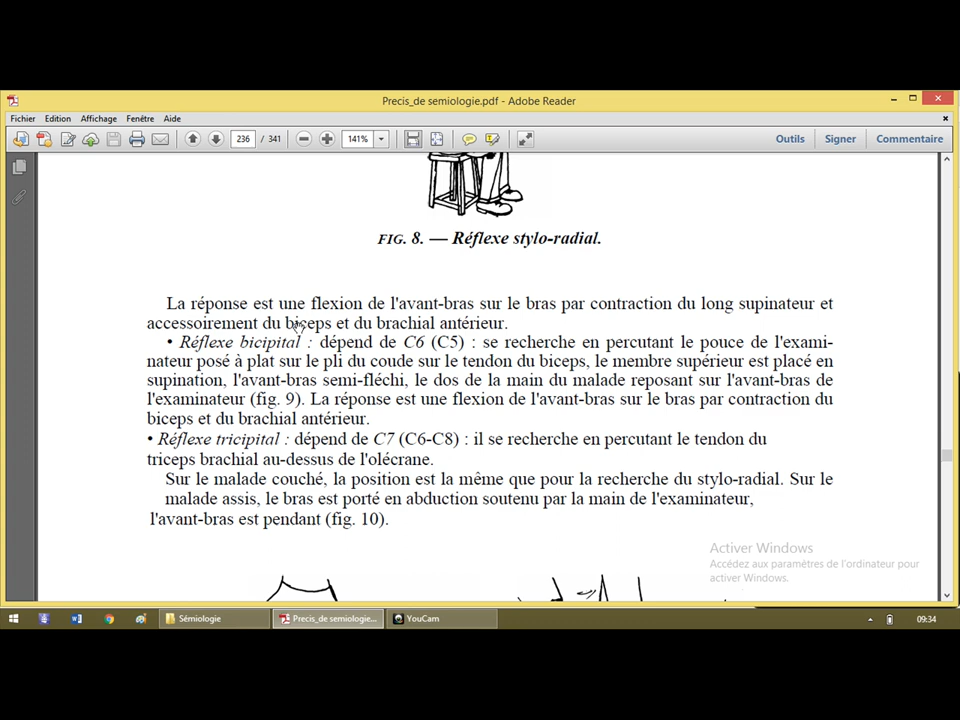 Precis_de semiologie.pdf - Adobe Reader
Fichier Edition Affichage Fenêtre Aide
236 / 341 141% Outils Signer Commentaire
FIG. 8. — Réflexe stylo-radial.
La réponse est une flexion de l'avant-bras sur le bras par contraction du long supinateur et
accessoirement du biceps et du brachial antérieur.
• Réflexe bicipital : dépend de C6 (C5) : se recherche en percutant le pouce de l'exami-
nateur posé à plat sur le pli du coude sur le tendon du biceps, le membre supérieur est placé en
supination, l'avant-bras semi-fléchi, le dos de la main du malade reposant sur l'avant-bras de
l'examinateur (fig. 9). La réponse est une flexion de l'avant-bras sur le bras par contraction du
biceps et du brachial antérieur.
• Réflexe tricipital : dépend de C7 (C6-C8) : il se recherche en percutant le tendon du
triceps brachial au-dessus de l'olécrane.
Sur le malade couché, la position est la même que pour la recherche du stylo-radial. Sur le
malade assis, le bras est porté en abduction soutenu par la main de l'examinateur,
l'avant-bras est pendant (fig. 10).
Activer Windows
Accédez aux paramètres de l'ordinateur pour
activer Windows.
Sémiologie Precis_de semiologie... YouCam 09:34